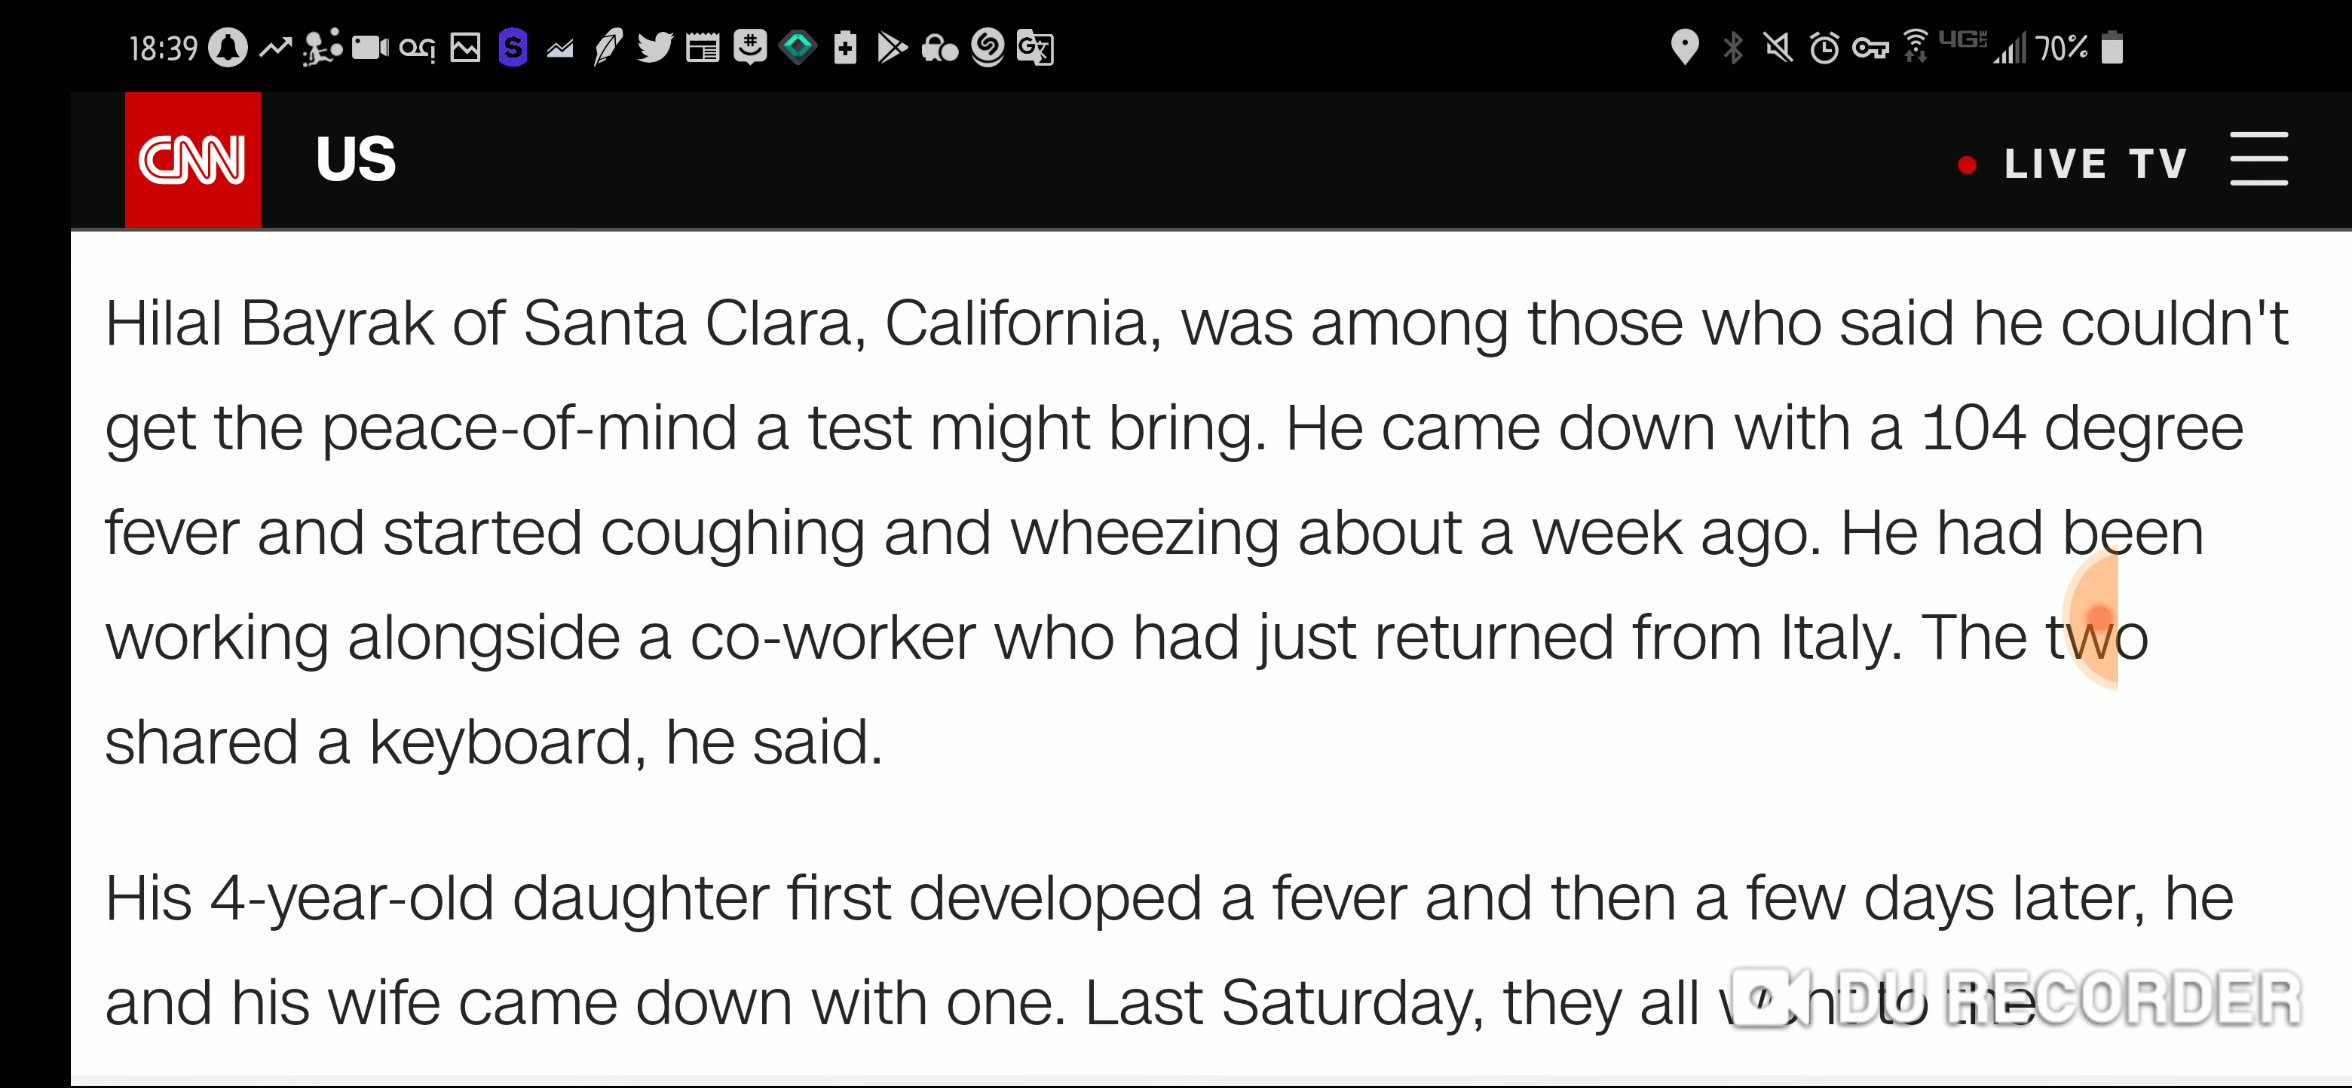 18:39 4G 70%
CNN US LIVE TV
Hilal Bayrak of Santa Clara, California, was among those who said he couldn't
get the peace-of-mind a test might bring. He came down with a 104 degree
fever and started coughing and wheezing about a week ago. He had been
working alongside a co-worker who had just returned from Italy. The two
shared a keyboard, he said.
His 4-year-old daughter first developed a fever and then a few days later, he
and his wife came down with one. Last Saturday, they all went to the
DU RECORDER